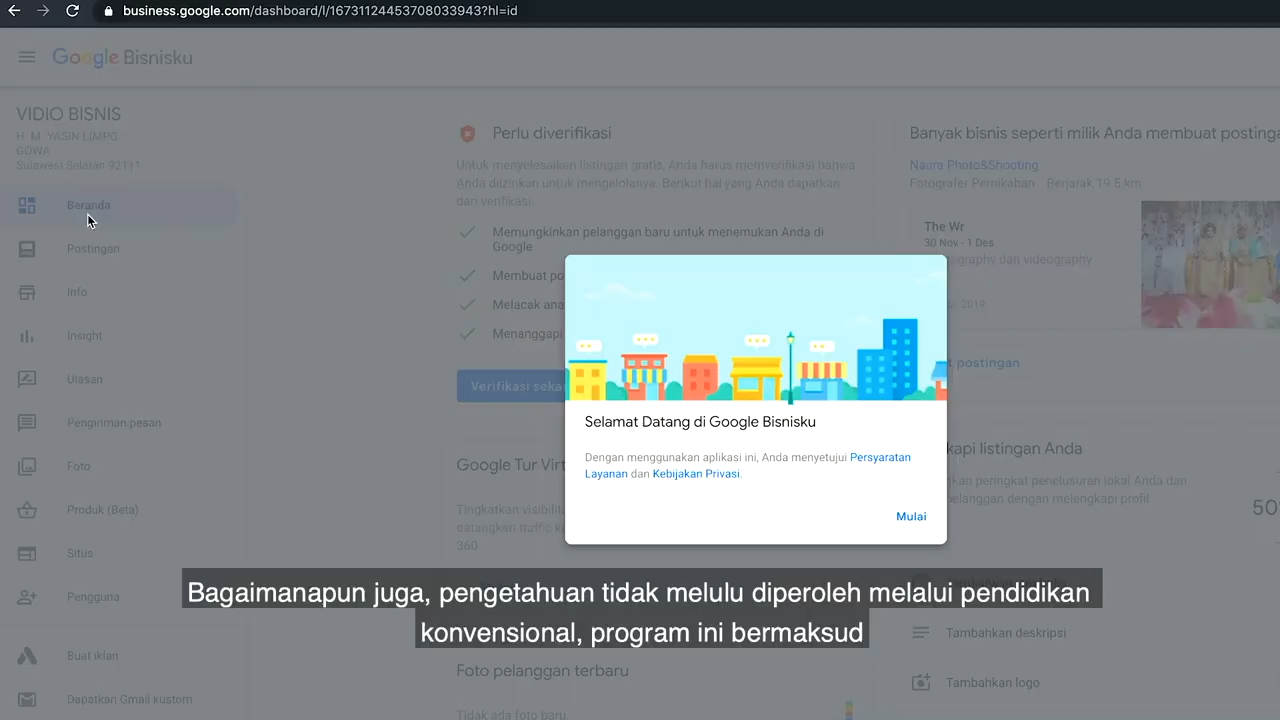 business.google.com/dashboard/l/16731124453708033943?hl=id
Google Bisnisku
VIDIO BISNIS
H. M. YASIN LIMPO
GOWA
Sulawesi Selatan 92111
Beranda
Postingan
Info
Insight
Ulasan
Pengiriman pesan
Foto
Produk (Beta)
Situs
Pengguna
Buat iklan
Dapatkan Gmail kustom
Perlu diverifikasi
Untuk menyelesaikan listingan gratis, Anda harus memverifikasi bahwa
Anda diizinkan untuk mengelolanya. Berikut hal yang Anda dapatkan
dari verifikasi.
Memungkinkan pelanggan baru untuk menemukan Anda di
Google
Membuat po
Melacak ana
Menanggapi
Verifikasi seka
Google Tur Virt
Tingkatkan visibilit
datangkan traffic k
360
Foto pelanggan terbaru
Tidak ada foto baru.
Banyak bisnis seperti milik Anda membuat postinga
Naura Photo&Shooting
Fotografer Pernikahan Berjarak 19.5 km
The Wr
30 Nov - 1 Des
ography dan videography
2019
postingan
kapi listingan Anda
kan peringkat penelusuran lokal Anda dan
elanggan dengan melengkapi profil
50
Tambahkan deskripsi
Tambahkan logo
Selamat Datang di Google Bisnisku
Dengan menggunakan aplikasi ini, Anda menyetujui Persyaratan
Layanan dan Kebijakan Privasi.
Mulai
Bagaimanapun juga, pengetahuan tidak melulu diperoleh melalui pendidikan
konvensional, program ini bermaksud